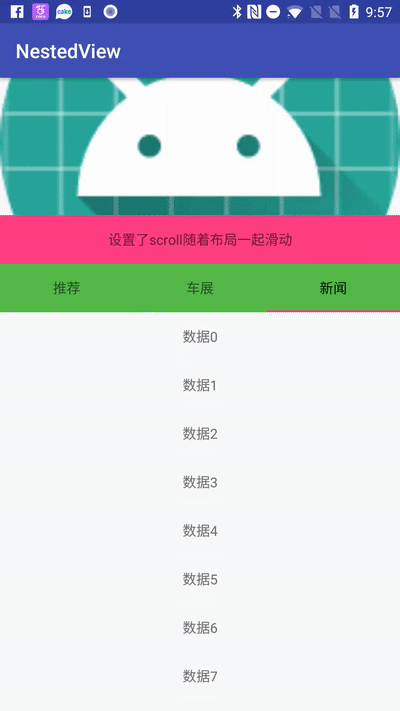 9:57
NestedView
设置了scroll随着布局一起滑动
推荐 车展 新闻
数据0
数据1
数据2
数据3
数据4
数据5
数据6
数据7